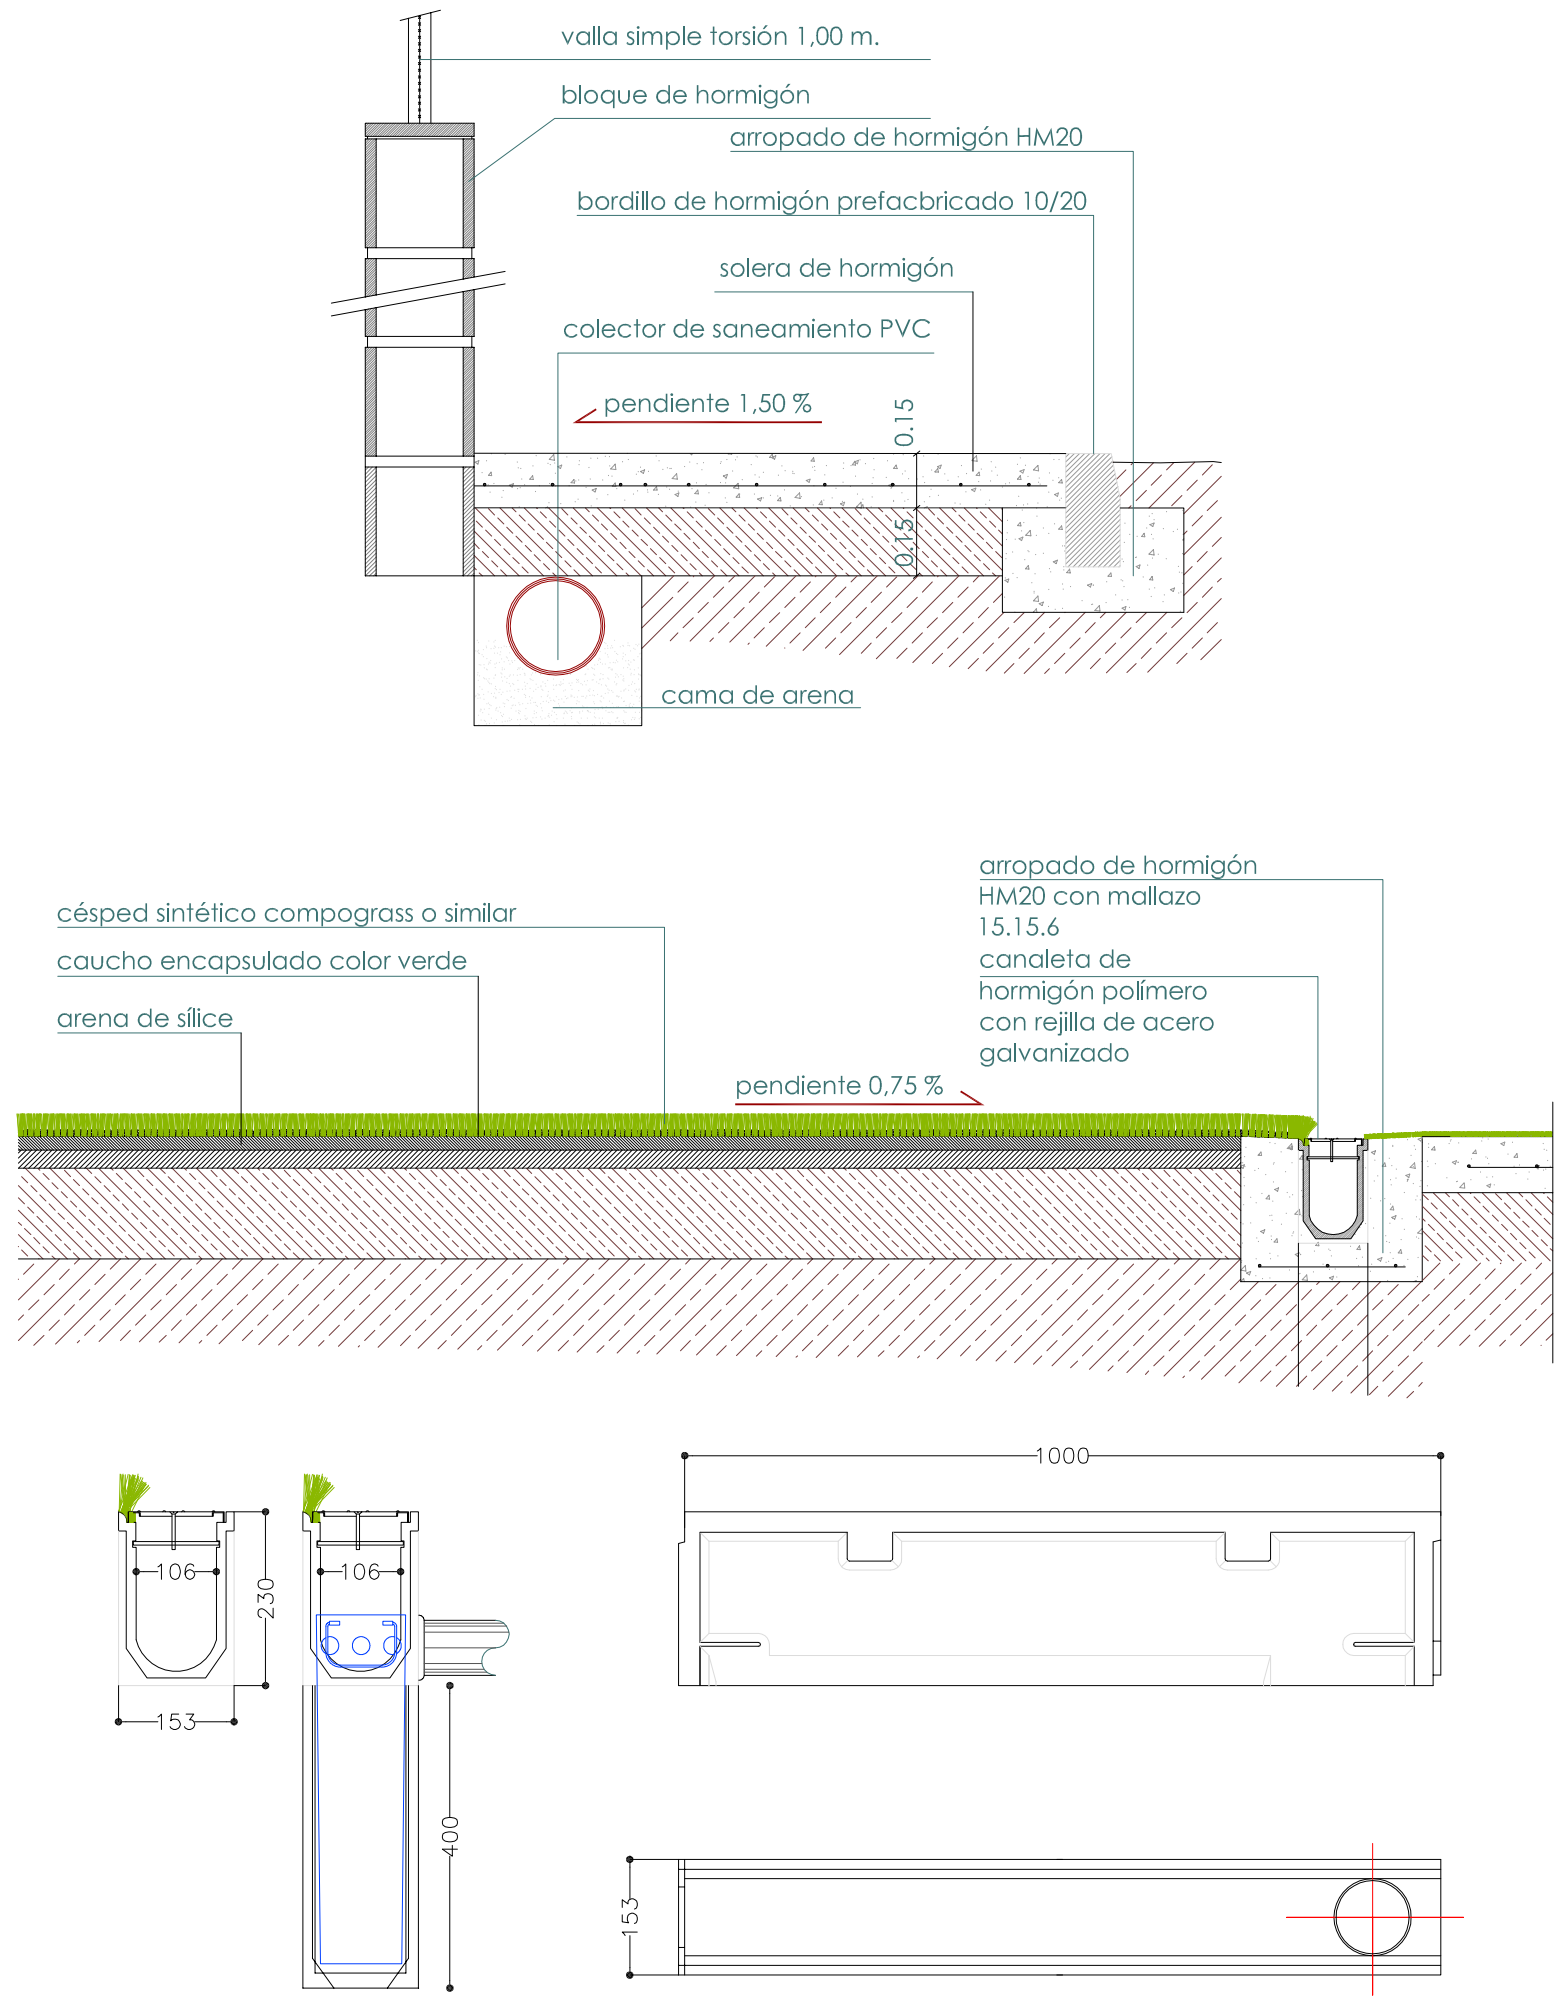 valla simple torsión 1,00 m.
bloque de hormigón
arropado de hormigón HM20
bordillo de hormigón prefacbricado 10/20
solera de hormigón
colector de saneamiento PVC
pendiente 1,50 %
0.15
0.15
cama de arena
arropado de hormigón
HM20 con mallazo
15.15.6
canaleta de
hormigón polímero
con rejilla de acero
galvanizado
césped sintético compograss o similar
caucho encapsulado color verde
arena de sílice
pendiente 0,75 %
1000
106
230
153
106
400
153